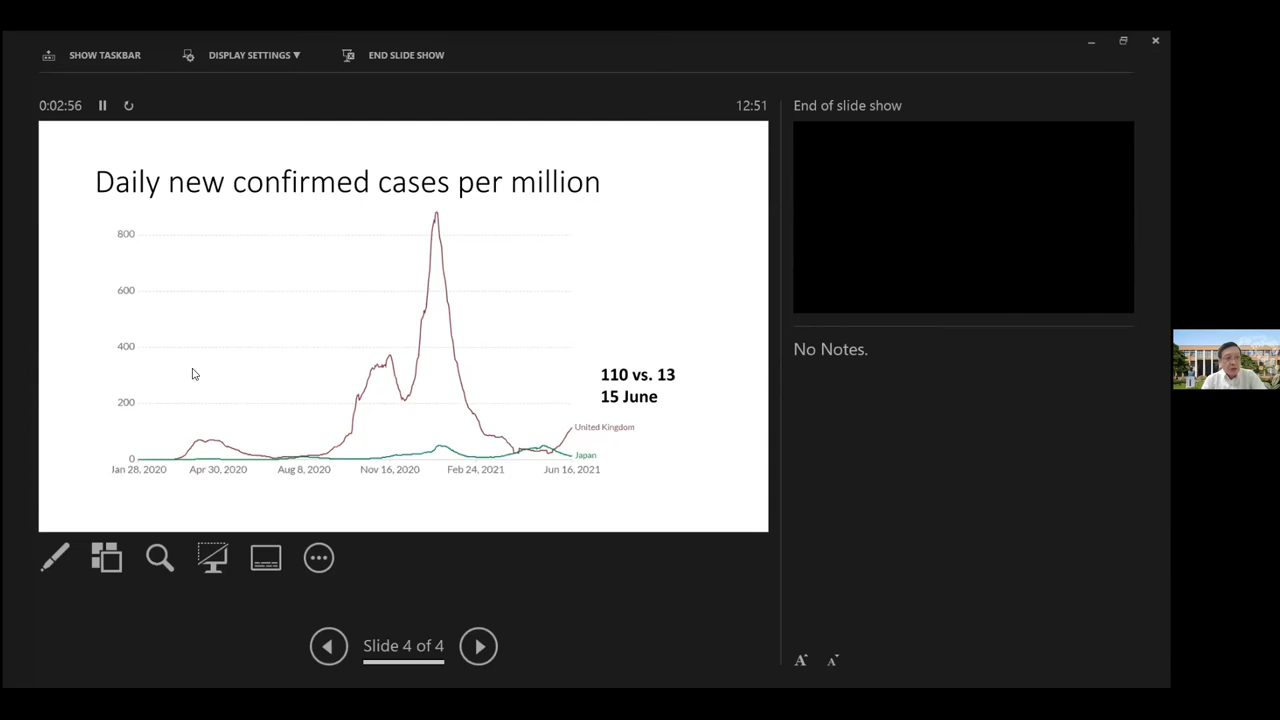 SHOW TASKBAR
DISPLAY SETTINGS ▼
END SLIDE SHOW
0:02:56
12:51
End of slide show
Daily new confirmed cases per million
800
600
400
200
0
110 vs. 13
15 June
United Kingdom
Japan
Jan 28, 2020
Apr 30, 2020
Aug 8, 2020
Nov 16, 2020
Feb 24, 2021
Jun 16, 2021
No Notes.
Slide 4 of 4
A
A